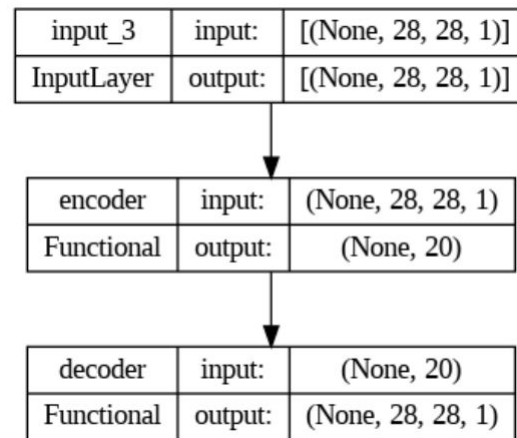 input_3 input: [(None, 28, 28, 1)]
InputLayer output: [(None, 28, 28, 1)]
encoder input: (None, 28, 28, 1)
Functional output: (None, 20)
decoder input: (None, 20)
Functional output: (None, 28, 28, 1)